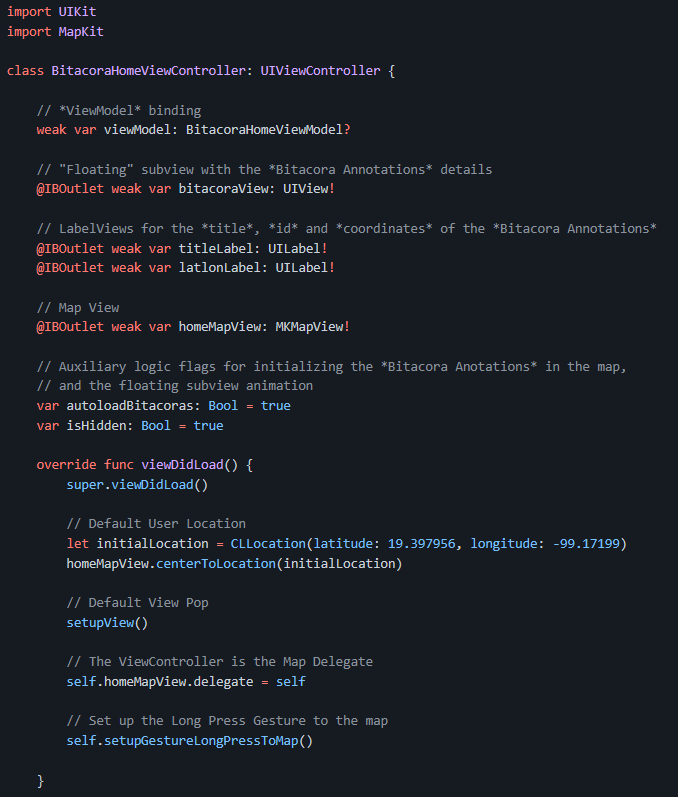 import UIKit
import MapKit
class BitacoraHomeViewController: UIViewController {
// *ViewModel* binding
weak var viewModel: BitacoraHomeViewModel?
// "Floating" subview with the *Bitacora Annotations* details
@IBOutlet weak var bitacoraView: UIView!
// LabelViews for the *title*, *id* and *coordinates* of the *Bitacora Annotations*
@IBOutlet weak var titleLabel: UILabel!
@IBOutlet weak var latlonLabel: UILabel!
// Map View
@IBOutlet weak var homeMapView: MKMapView!
// Auxiliary logic flags for initializing the *Bitacora Anotations* in the map,
// and the floating subview animation
var autoloadBitacoras: Bool = true
var isHidden: Bool = true
override func viewDidLoad() {
super.viewDidLoad()
// Default User Location
let initialLocation = CLLocation(latitude: 19.397956, longitude: -99.17199)
homeMapView.centerToLocation(initialLocation)
// Default View Pop
setupView()
// The ViewController is the Map Delegate
self.homeMapView.delegate = self
// Set up the Long Press Gesture to the map
self.setupGestureLongPressToMap()
}